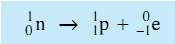 ¹₀n → ¹₁p + ⁰₋₁e